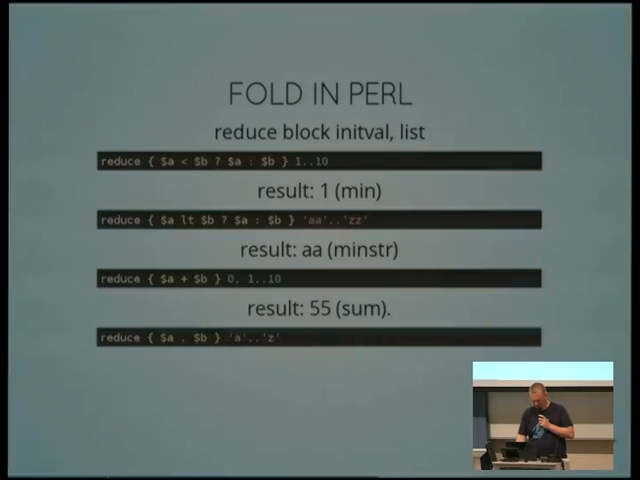 FOLD IN PERL
reduce block initval, list
reduce { $a < $b ? $a : $b } 1..10
result: 1 (min)
reduce { $a lt $b ? $a : $b } 'aa'..'zz'
result: aa (minstr)
reduce { $a + $b } 0, 1..10
result: 55 (sum).
reduce { $a . $b } 'a'..'z'